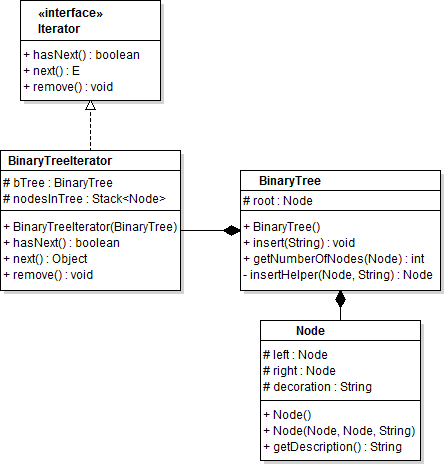 «interface»
Iterator
+ hasNext() : boolean
+ next() : E
+ remove() : void
BinaryTreeIterator
# bTree : BinaryTree
# nodesInTree : Stack<Node>
+ BinaryTreeIterator(BinaryTree)
+ hasNext() : boolean
+ next() : Object
+ remove() : void
BinaryTree
# root : Node
+ BinaryTree()
+ insert(String) : void
+ getNumberOfNodes(Node) : int
- insertHelper(Node, String) : Node
Node
# left : Node
# right : Node
# decoration : String
+ Node()
+ Node(Node, Node, String)
+ getDescription() : String